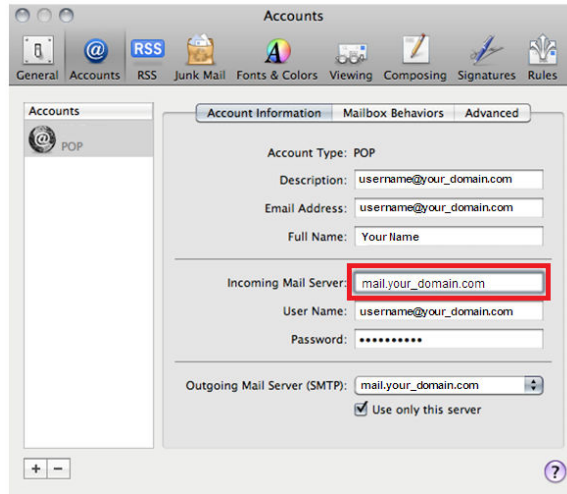 Accounts
General Accounts RSS Junk Mail Fonts & Colors Viewing Composing Signatures Rules
RSS
Accounts
POP
Account Information Mailbox Behaviors Advanced
Account Type: POP
Description: username@your_domain.com
Email Address: username@your_domain.com
Full Name: Your Name
Incoming Mail Server: mail.your_domain.com
User Name: username@your_domain.com
Password: ••••••••••
Outgoing Mail Server (SMTP): mail.your_domain.com
Use only this server
+ − ?